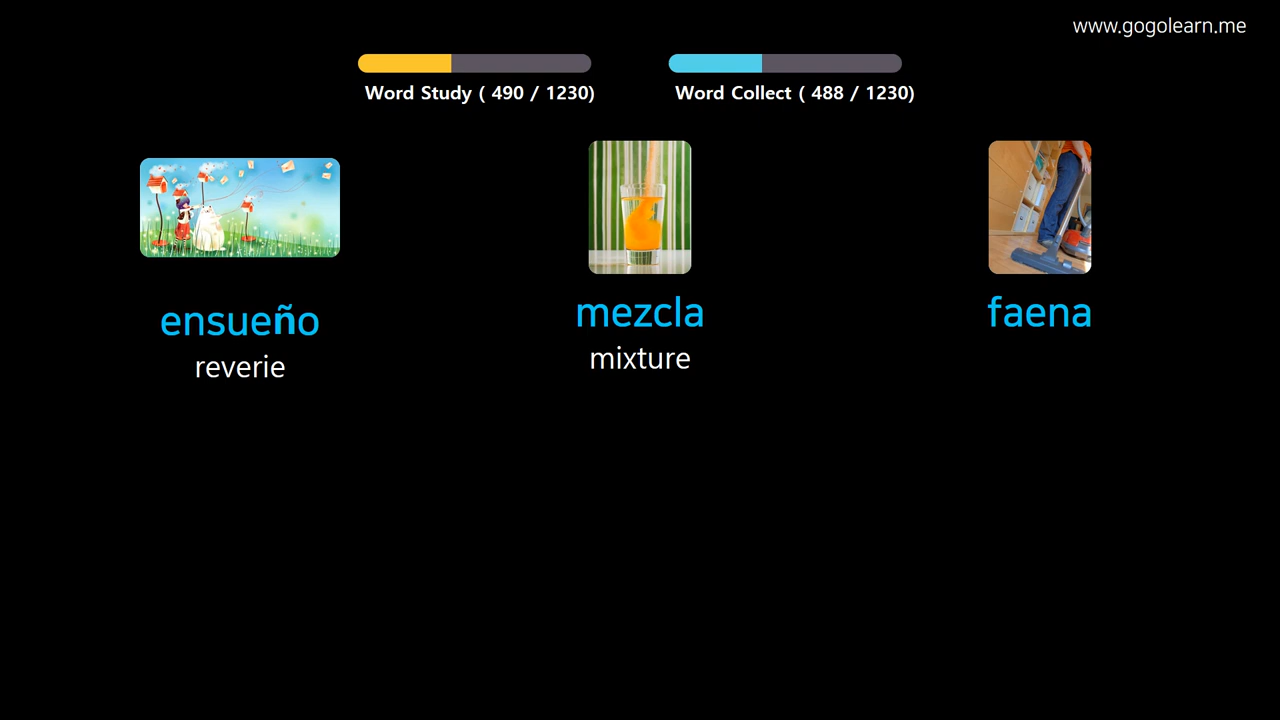 www.gogolearn.me
Word Study ( 490 / 1230)
Word Collect ( 488 / 1230)
ensueño
reverie
mezcla
mixture
faena